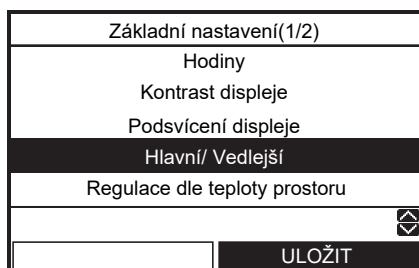 Základní nastavení(1/2)
Hodiny
Kontrast displeje
Podsvícení displeje
Hlavní/ Vedlejší
Regulace dle teploty prostoru
ULOŽIT